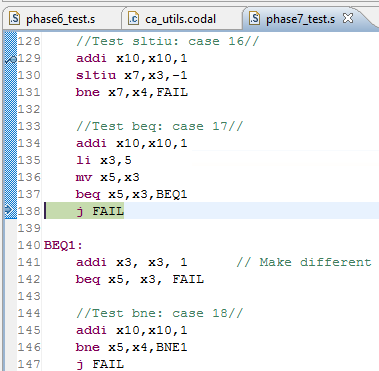 phase6_test.s ca_utils.codal phase7_test.s
128 //Test sltiu: case 16//
129 addi x10,x10,1
130 sltiu x7,x3,-1
131 bne x7,x4,FAIL
132
133 //Test beq: case 17//
134 addi x10,x10,1
135 li x3,5
136 mv x5,x3
137 beq x5,x3,BEQ1
138 j FAIL
139
140 BEQ1:
141 addi x3, x3, 1 // Make different
142 beq x5, x3, FAIL
143
144 //Test bne: case 18//
145 addi x10,x10,1
146 bne x5,x4,BNE1
147 j FAIL